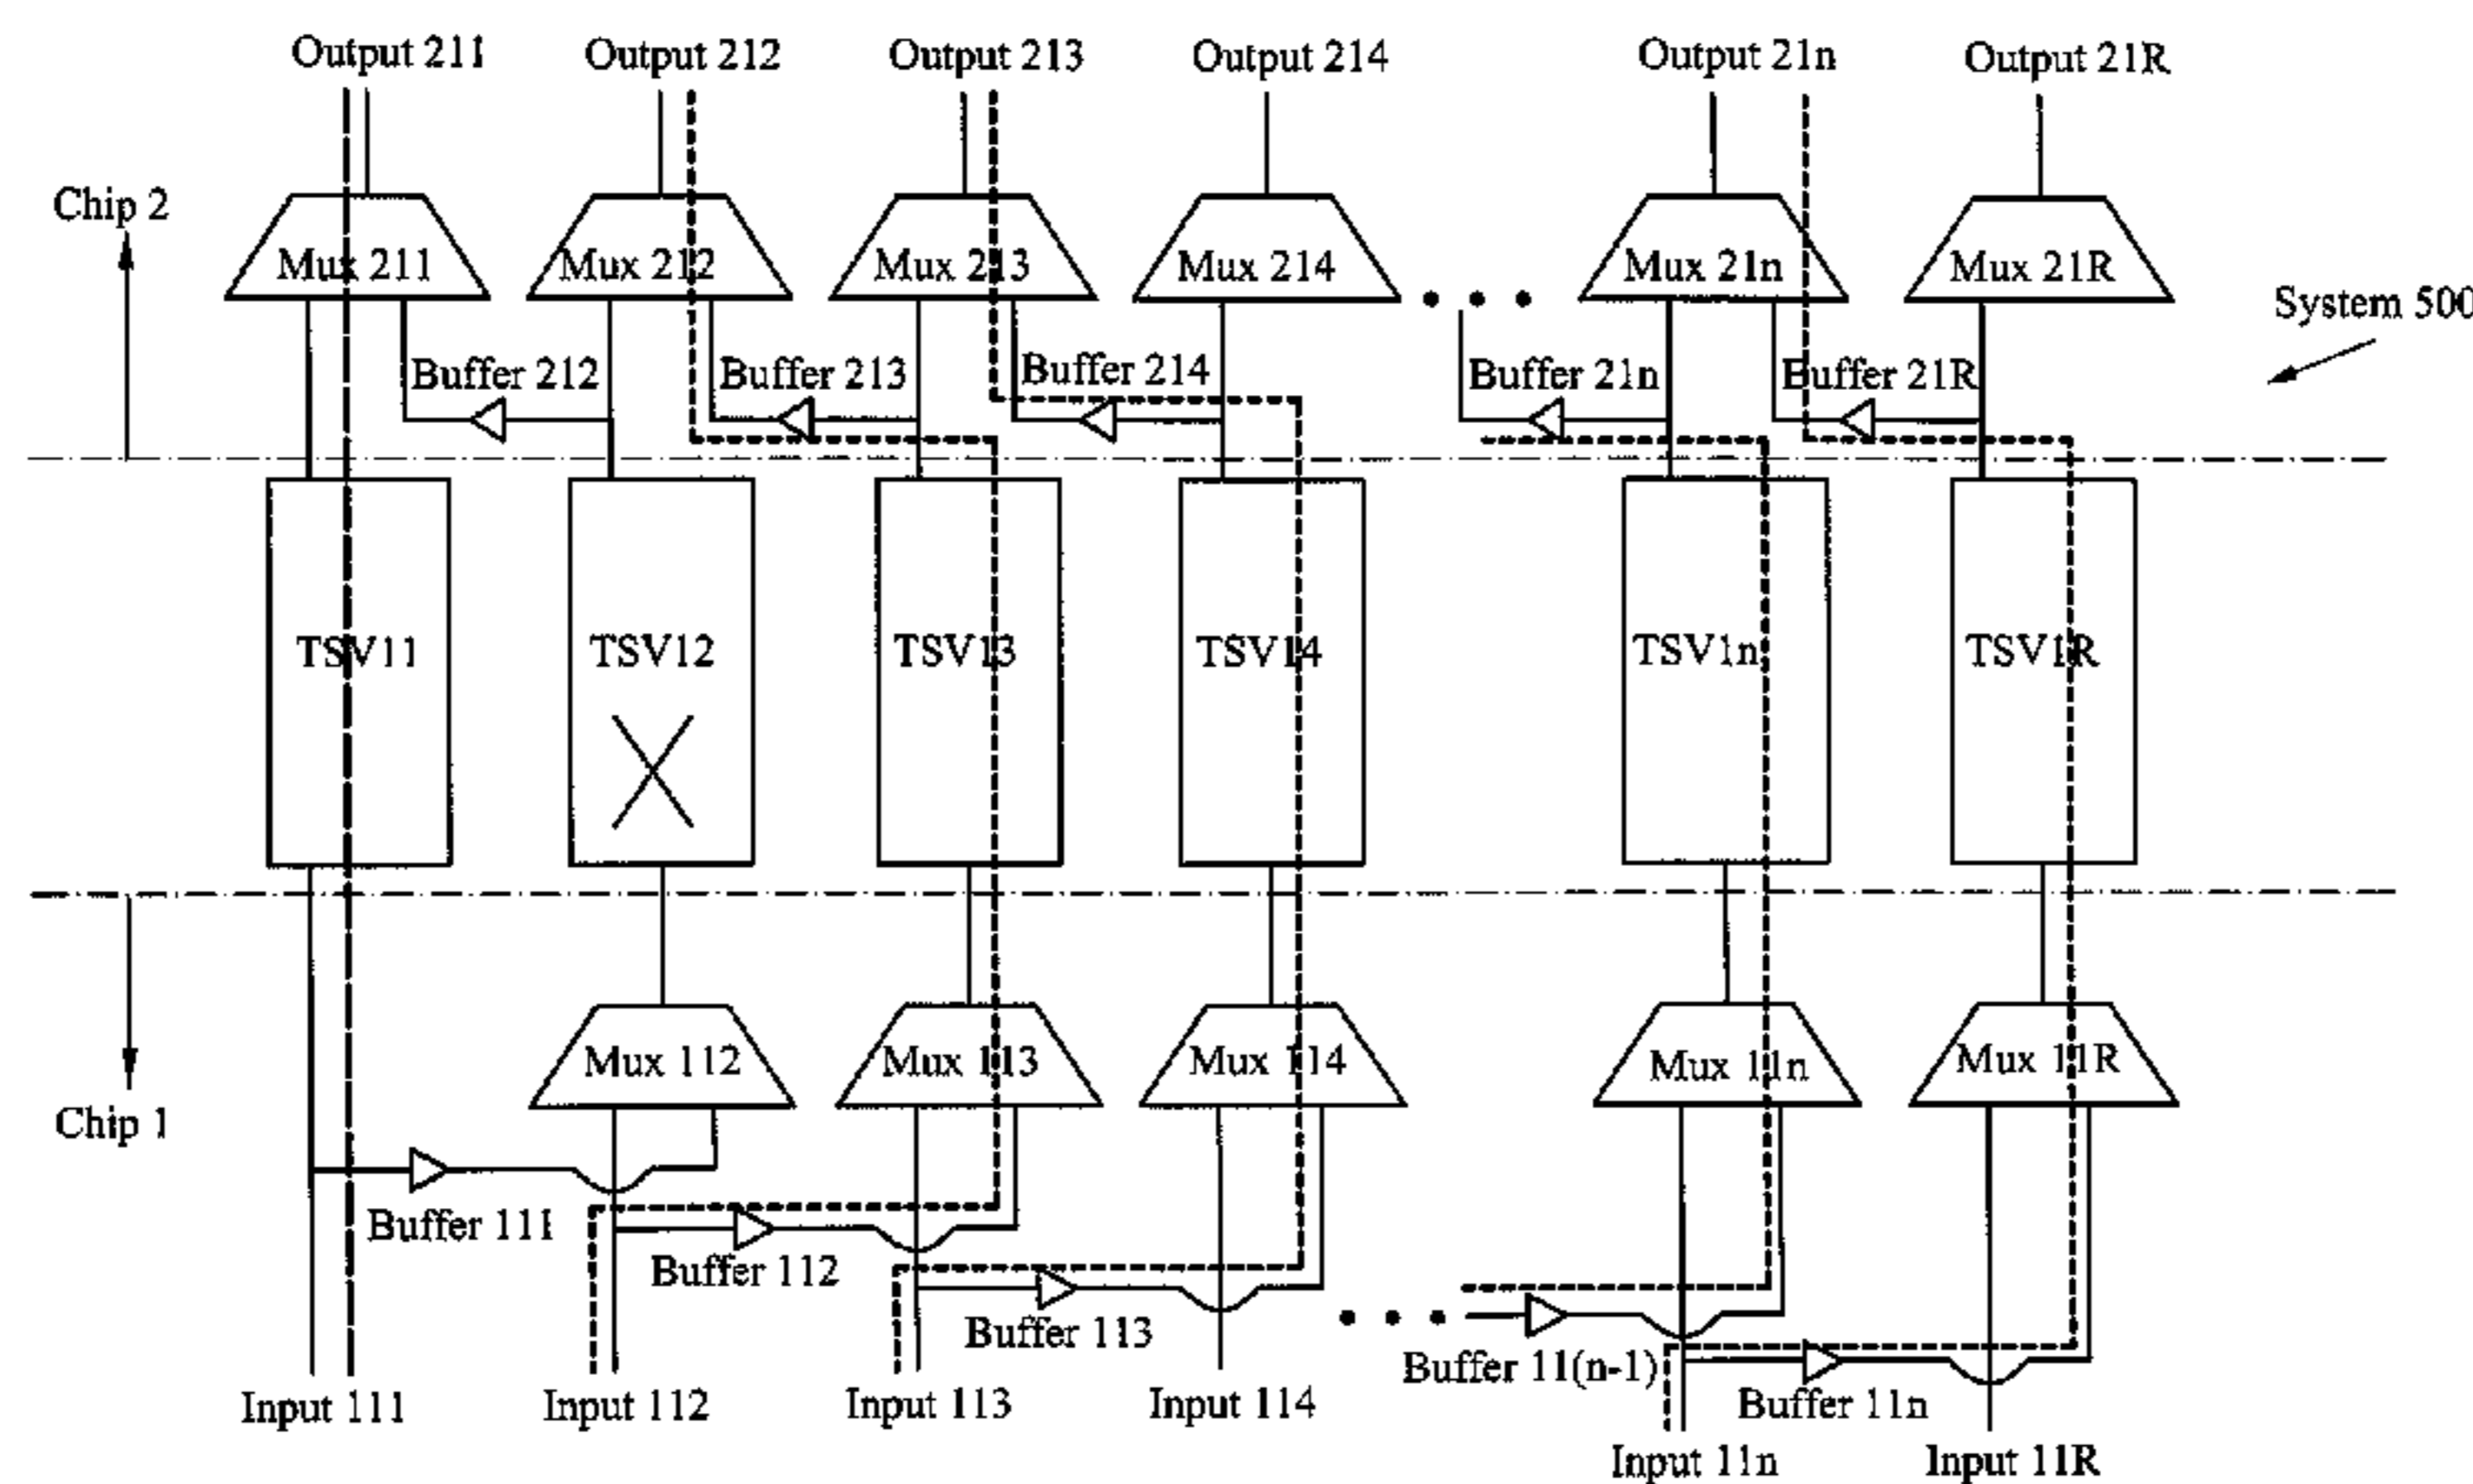 Output 211
Output 212
Output 213
Output 214
Output 21n
Output 21R
Chip 2
Mux 211
Mux 212
Mux 213
Mux 214
Mux 21n
Mux 21R
System 500
Buffer 212
Buffer 213
Buffer 214
Buffer 21n
Buffer 21R
TSV11
TSV12
TSV13
TSV14
TSV1n
TSV1R
Mux 112
Mux 113
Mux 114
Mux 11n
Mux 11R
Chip 1
Buffer 111
Buffer 112
Buffer 113
Buffer 11(n-1)
Buffer 11n
Input 111
Input 112
Input 113
Input 114
Input 11n
Input 11R